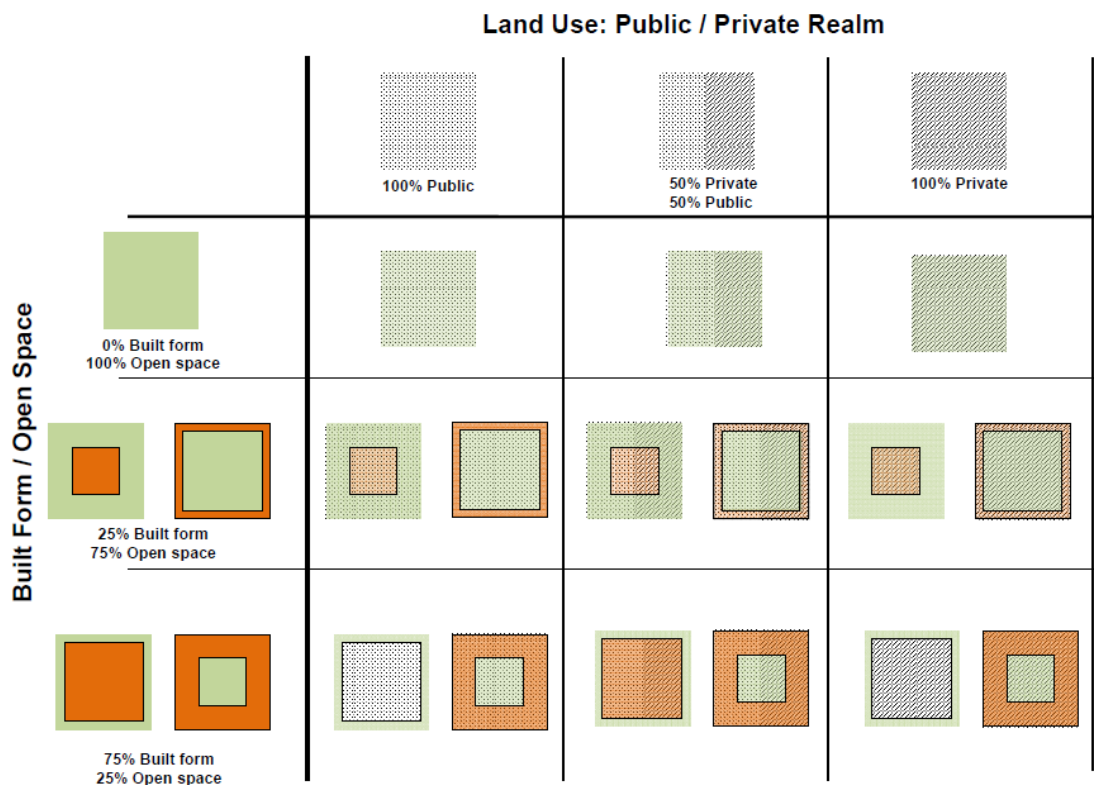 Land Use: Public / Private Realm
100% Public
50% Private
50% Public
100% Private
Built Form / Open Space
0% Built form
100% Open space
25% Built form
75% Open space
75% Built form
25% Open space